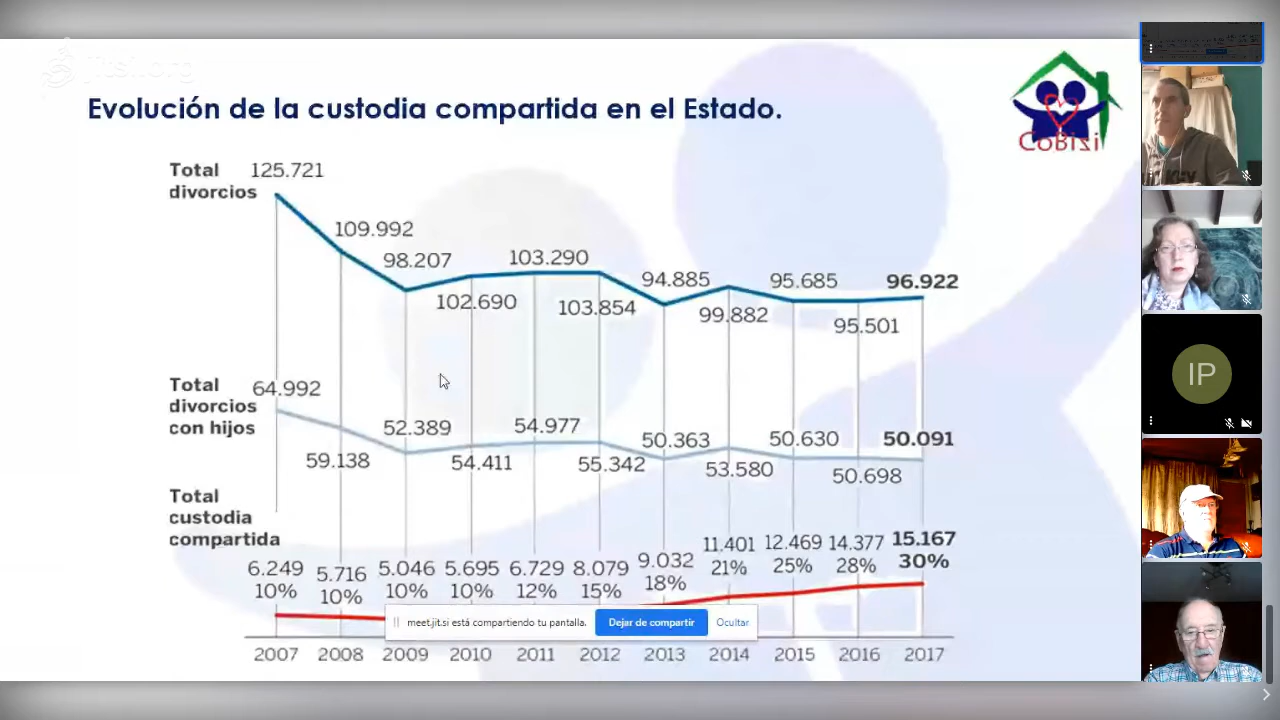 Jitsi.org
Evolución de la custodia compartida en el Estado.
CoBizi
Total
divorcios
125.721
109.992
98.207
102.690
103.290
103.854
94.885
99.882
95.685
95.501
96.922
Total
divorcios
con hijos
64.992
59.138
52.389
54.411
54.977
55.342
50.363
53.580
50.630
50.698
50.091
Total
custodia
compartida
6.249 5.716 5.046 5.695 6.729 8.079 9.032 11.401 12.469 14.377 15.167
10% 10% 10% 10% 12% 15% 18% 21% 25% 28% 30%
meet.jit.si está compartiendo tu pantalla. Dejar de compartir Ocultar
2007 2008 2009 2010 2011 2012 2013 2014 2015 2016 2017
IP